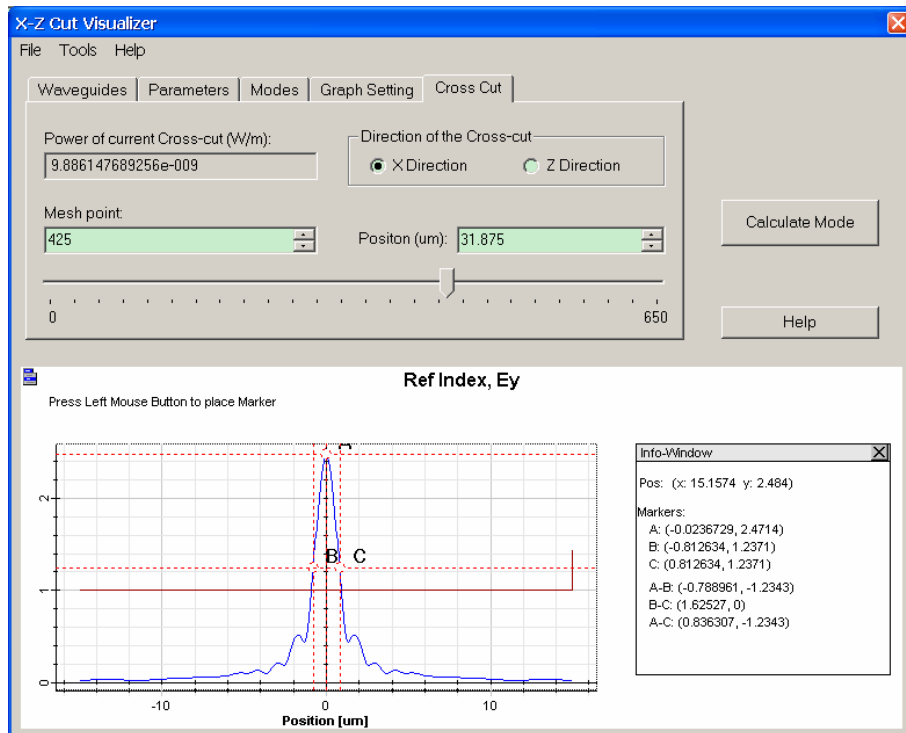 X-Z Cut Visualizer
File Tools Help
Waveguides Parameters Modes Graph Setting Cross Cut
Power of current Cross-cut (W/m):
9.886147689256e-009
Direction of the Cross-cut
X Direction Z Direction
Mesh point:
425
Positon (um): 31.875
0 650
Calculate Mode
Help
Ref Index, Ey
Press Left Mouse Button to place Marker
A
B C
2
1
0
-10 0 10
Position [um]
Info-Window
Pos: (x: 15.1574 y: 2.484)
Markers:
A: (-0.0236729, 2.4714)
B: (-0.812634, 1.2371)
C: (0.812634, 1.2371)
A-B: (-0.788961, -1.2343)
B-C: (1.62527, 0)
A-C: (0.836307, -1.2343)